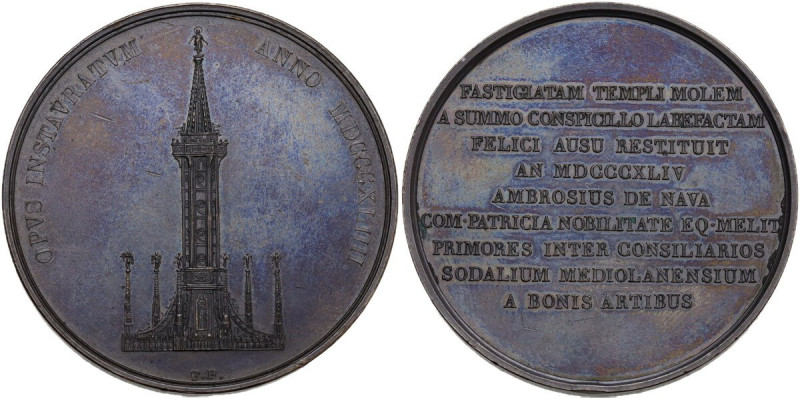 OPVS INSTAVRATVM ANNO MDCCCXLIIII
FASTIGIATAM TEMPLI MOLEM
A SUMMO CONSPICILLO LABEFACTAM
FELICI AUSU RESTITUIT
AN MDCCCXLIV
AMBROSIUS DE NAVA
COM·PATRICIA NOBILITATE EQ·MELIT
PRIMORES INTER CONSILIARIOS
SODALIUM MEDIOLANENSIUM
A BONIS ARTIBUS